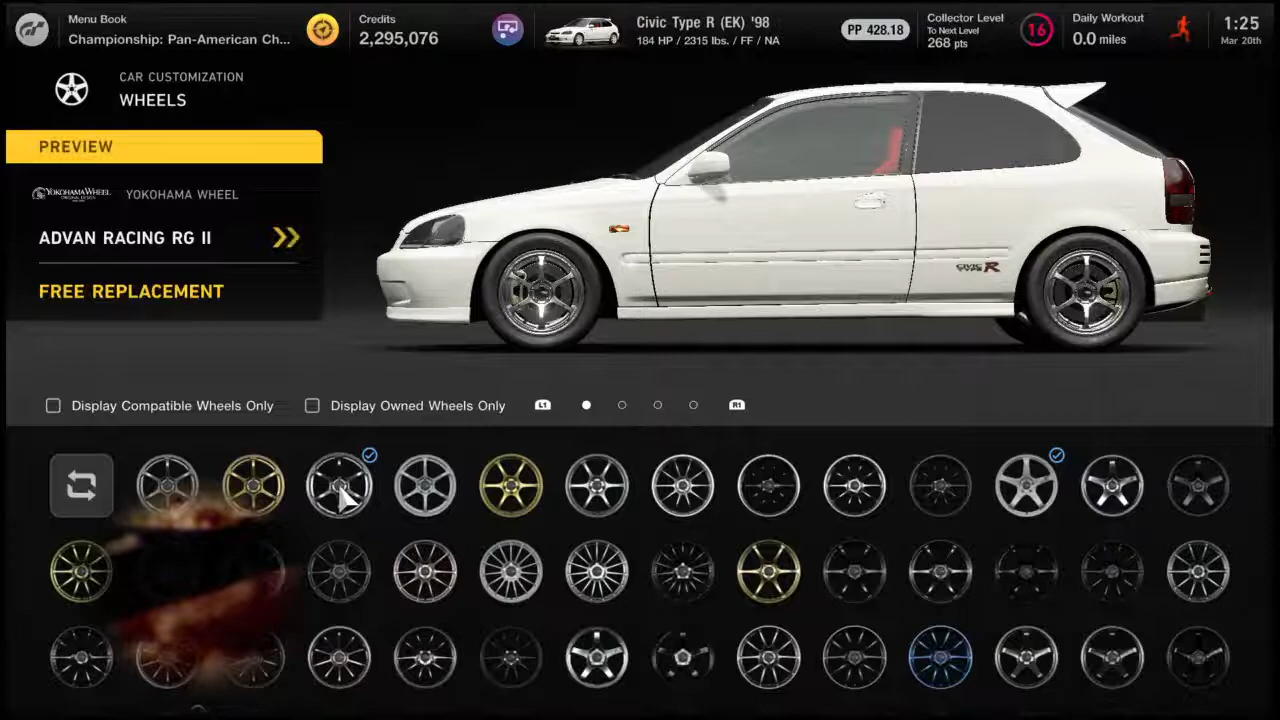 Menu Book
Championship: Pan-American Ch...
Credits
2,295,076
Civic Type R (EK) '98
184 HP / 2315 lbs. / FF / NA
PP 428.18
Collector Level
To Next Level
268 pts
16
Daily Workout
0.0 miles
1:25
Mar 20th
CAR CUSTOMIZATION
WHEELS
PREVIEW
YOKOHAMA WHEEL
YOKOHAMA WHEEL
ADVAN RACING RG II
FREE REPLACEMENT
CIVIC R
Display Compatible Wheels Only
Display Owned Wheels Only
L1
R1